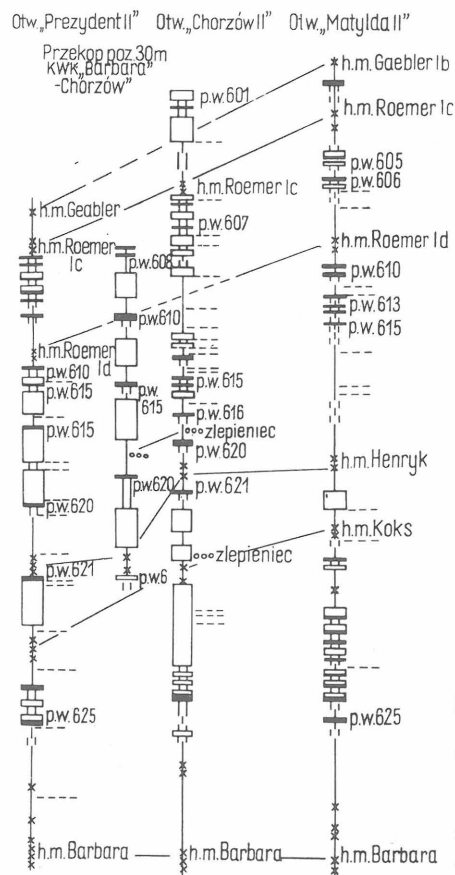 Otw.„Prezydent II"
Otw.„Chorzów II"
Otw.„Matylda II"
Przekop poz.30m
KWK„Barbara"
-Chorzów"
h.m.Geabler
h.m.Roemer
Ic
h.m.Roemer
Id
p.w.610
p.w.615
p.w.615
p.w.620
p.w.621
p.w.625
h.m.Barbara
p.w.608
p.w.610
p.w.
615
p.w.620
p.w.6
p.w.601
h.m.Roemer Ic
p.w.607
p.w.615
p.w.616
zlepieniec
p.w.620
p.w.621
zlepieniec
h.m.Barbara
h.m.Gaebler Ib
h.m.Roemer Ic
p.w.605
p.w.606
h.m.Roemer Id
p.w.610
p.w.613
p.w.615
h.m.Henryk
h.m.Koks
p.w.625
h.m.Barbara